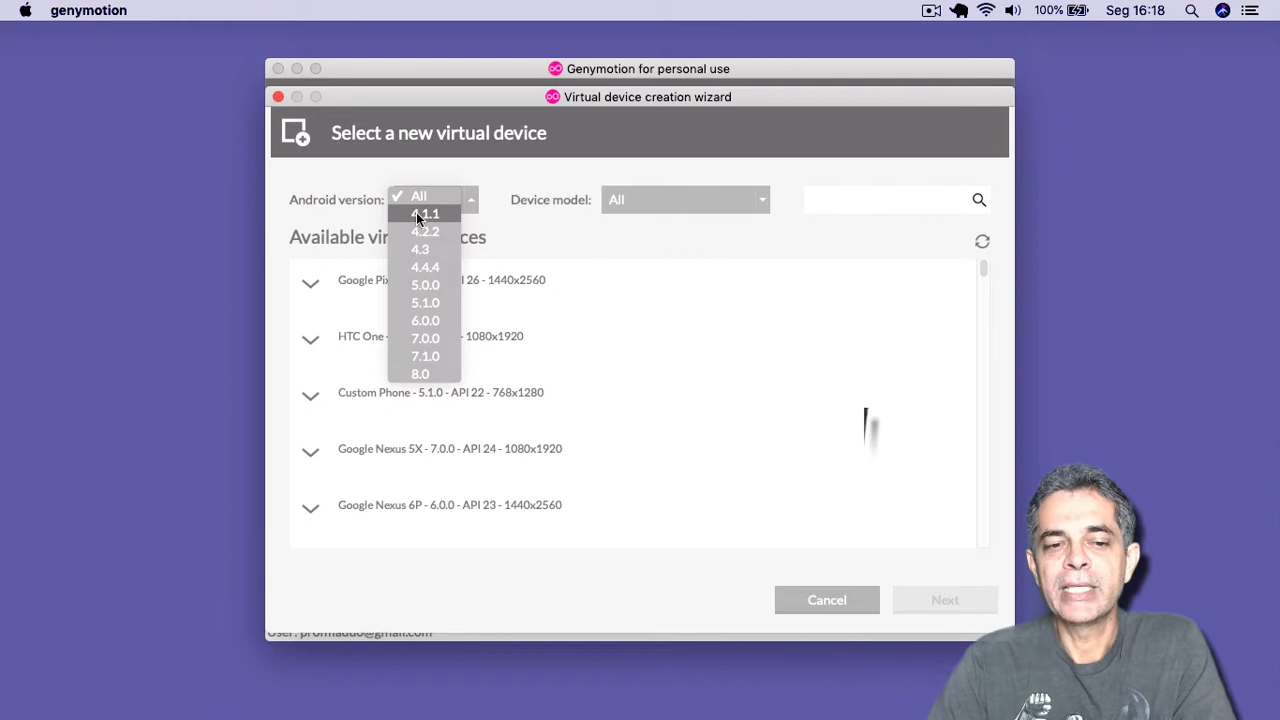 genymotion
100%
Seg 16:18
Genymotion for personal use
Virtual device creation wizard
Select a new virtual device
Android version:
All
4.1.1
4.2.2
4.3
4.4.4
5.0.0
5.1.0
6.0.0
7.0.0
7.1.0
8.0
Device model:
All
Available
Google 26 - 1440x2560
HTC One - 1080x1920
Custom Phone - 5.1.0 - API 22 - 768x1280
Google Nexus 5X - 7.0.0 - API 24 - 1080x1920
Google Nexus 6P - 6.0.0 - API 23 - 1440x2560
Cancel
Next